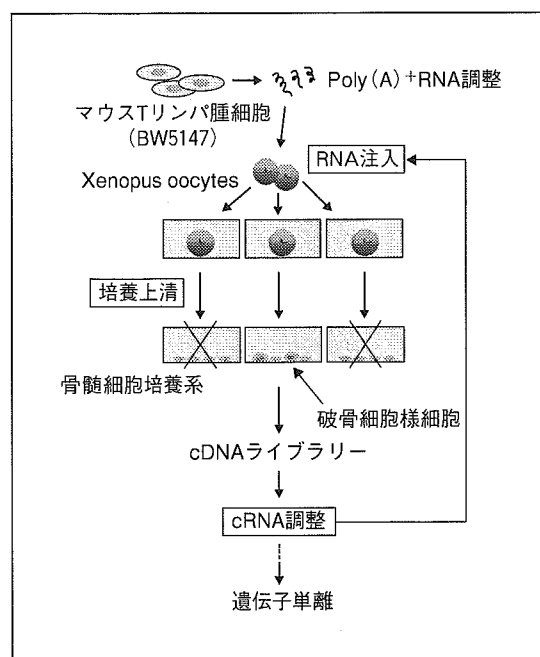 Poly (A)+RNA調整
マウスTリンパ腫細胞
(BW5147)
RNA注入
Xenopus oocytes
培養上清
骨髄細胞培養系
破骨細胞様細胞
cDNAライブラリー
cRNA調整
遺伝子単離